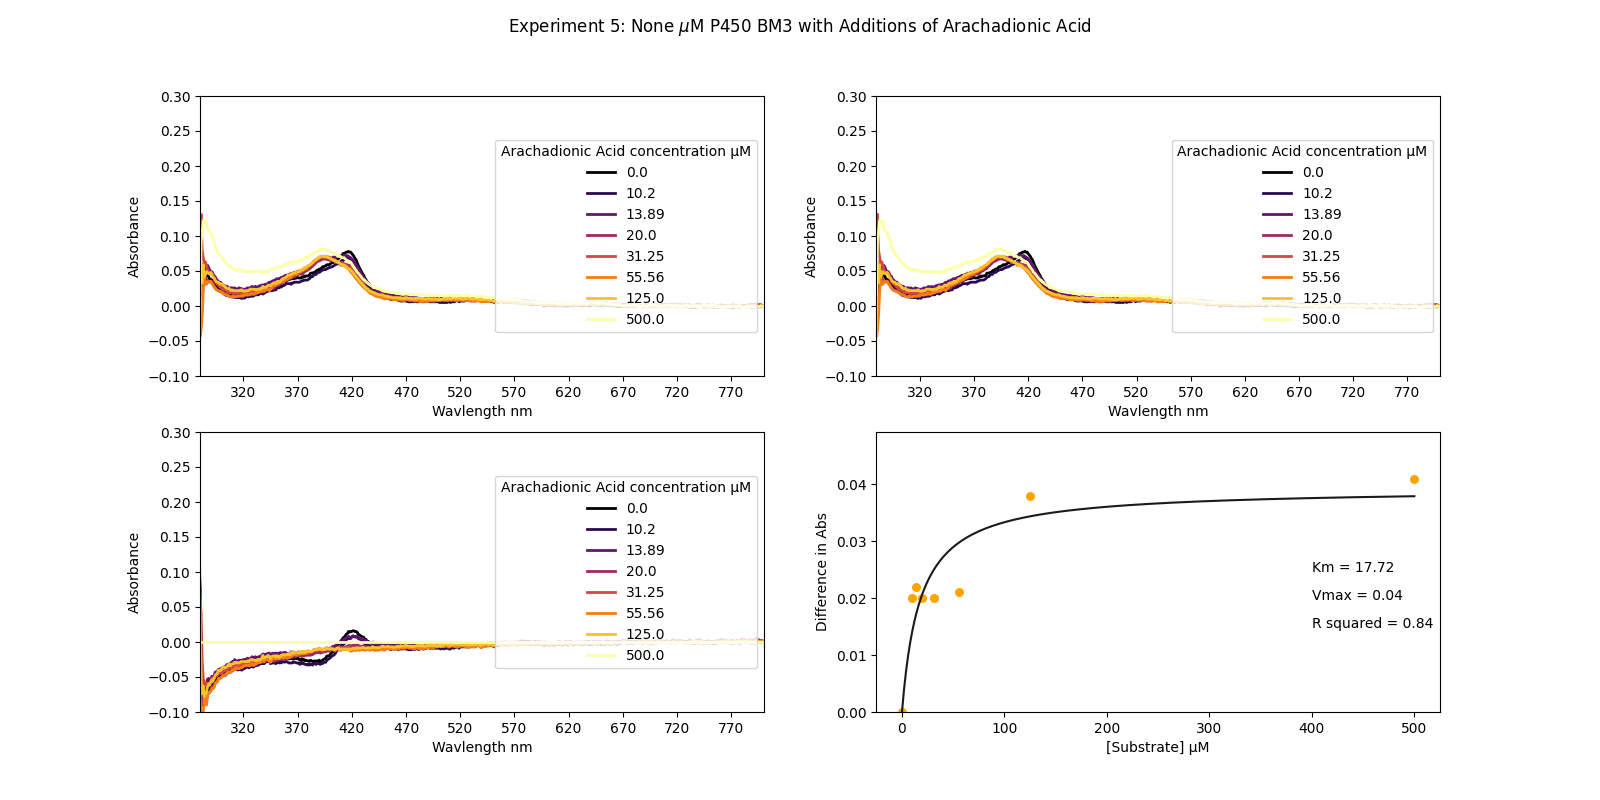 Experiment 5: None μM P450 BM3 with Additions of Arachadionic Acid
0.30
0.25
0.20
0.15
0.10
0.05
0.00
−0.05
−0.10
Absorbance
Arachadionic Acid concentration μM
0.0
10.2
13.89
20.0
31.25
55.56
125.0
500.0
320 370 420 470 520 570 620 670 720 770
Wavlength nm
0.30
0.25
0.20
0.15
0.10
0.05
0.00
−0.05
−0.10
Absorbance
Arachadionic Acid concentration μM
0.0
10.2
13.89
20.0
31.25
55.56
125.0
500.0
320 370 420 470 520 570 620 670 720 770
Wavlength nm
0.30
0.25
0.20
0.15
0.10
0.05
0.00
−0.05
−0.10
Absorbance
Arachadionic Acid concentration μM
0.0
10.2
13.89
20.0
31.25
55.56
125.0
500.0
320 370 420 470 520 570 620 670 720 770
Wavlength nm
0.04
0.03
0.02
0.01
0.00
Difference in Abs
Km = 17.72
Vmax = 0.04
R squared = 0.84
0 100 200 300 400 500
[Substrate] μM